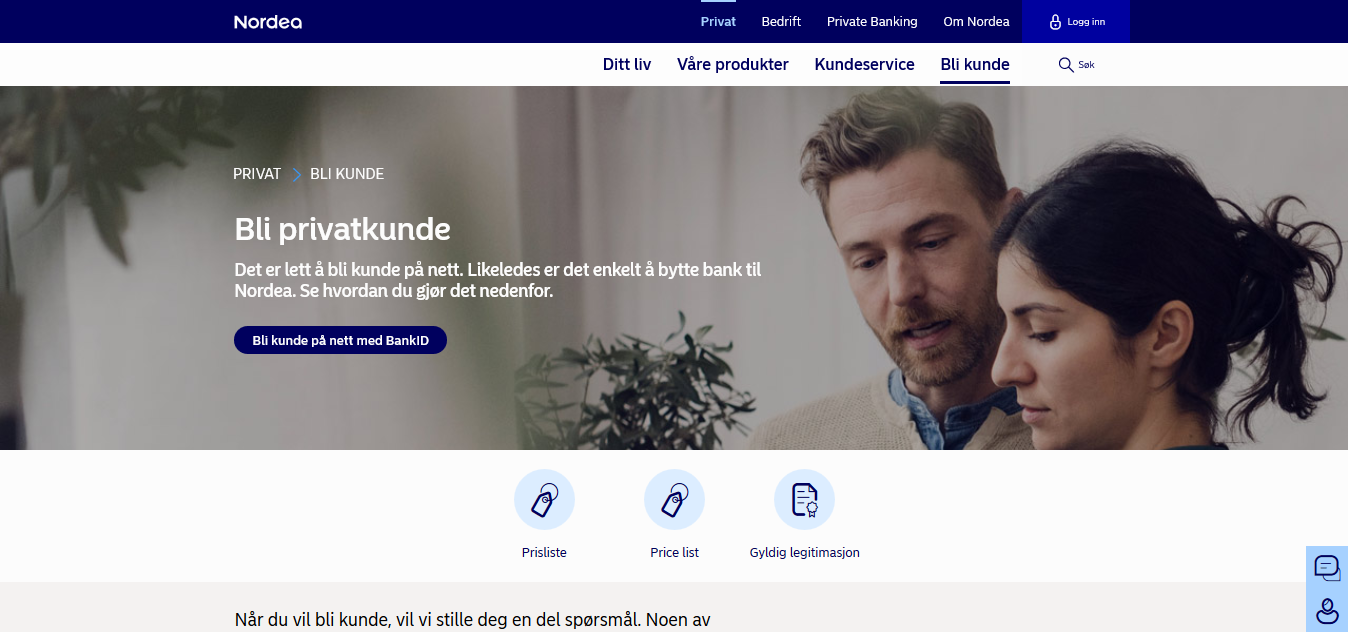 Nordea
Privat Bedrift Private Banking Om Nordea Logg inn
Ditt liv Våre produkter Kundeservice Bli kunde Søk
PRIVAT BLI KUNDE
Bli privatkunde
Det er lett å bli kunde på nett. Likeledes er det enkelt å bytte bank til
Nordea. Se hvordan du gjør det nedenfor.
Bli kunde på nett med BankID
Prisliste Price list Gyldig legitimasjon
Når du vil bli kunde, vil vi stille deg en del spørsmål. Noen av